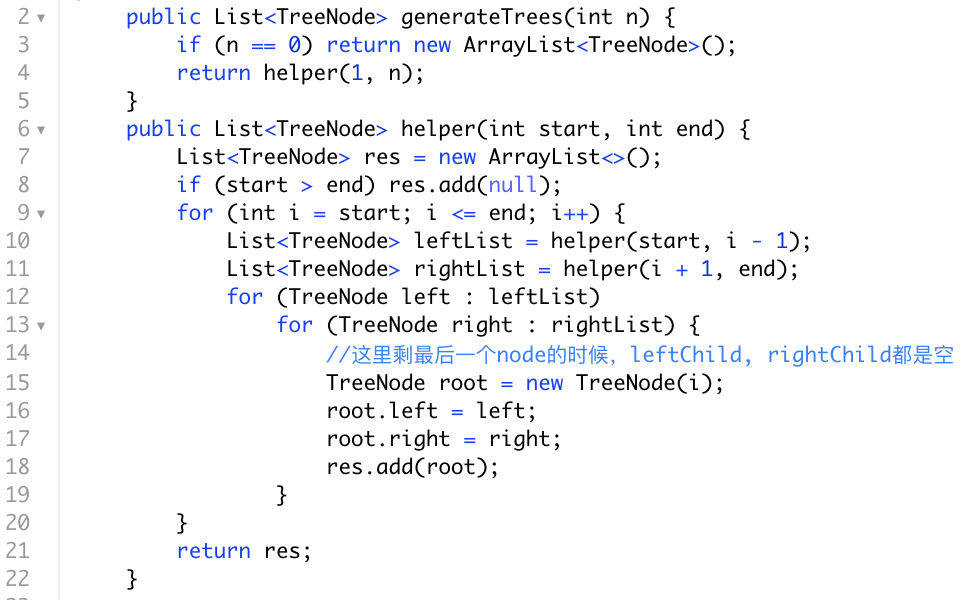 2 public List<TreeNode> generateTrees(int n) {
3 if (n == 0) return new ArrayList<TreeNode>();
4 return helper(1, n);
5 }
6 public List<TreeNode> helper(int start, int end) {
7 List<TreeNode> res = new ArrayList<>();
8 if (start > end) res.add(null);
9 for (int i = start; i <= end; i++) {
10 List<TreeNode> leftList = helper(start, i - 1);
11 List<TreeNode> rightList = helper(i + 1, end);
12 for (TreeNode left : leftList)
13 for (TreeNode right : rightList) {
14 //这里剩最后一个node的时候，leftChild, rightChild都是空
15 TreeNode root = new TreeNode(i);
16 root.left = left;
17 root.right = right;
18 res.add(root);
19 }
20 }
21 return res;
22 }